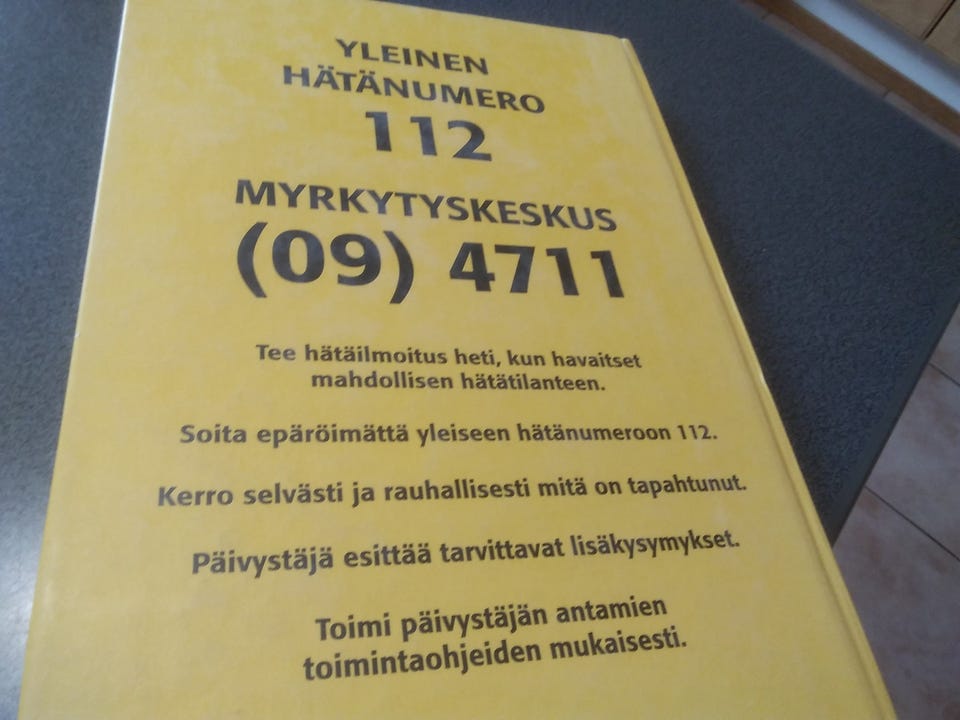 YLEINEN
HÄTÄNUMERO
112
MYRKYTYSKESKUS
(09) 4711
Tee hätäilmoitus heti, kun havaitset
mahdollisen hätätilanteen.
Soita epäröimättä yleiseen hätänumeroon 112.
Kerro selvästi ja rauhallisesti mitä on tapahtunut.
Päivystäjä esittää tarvittavat lisäkysymykset.
Toimi päivystäjän antamien
toimintaohjeiden mukaisesti.